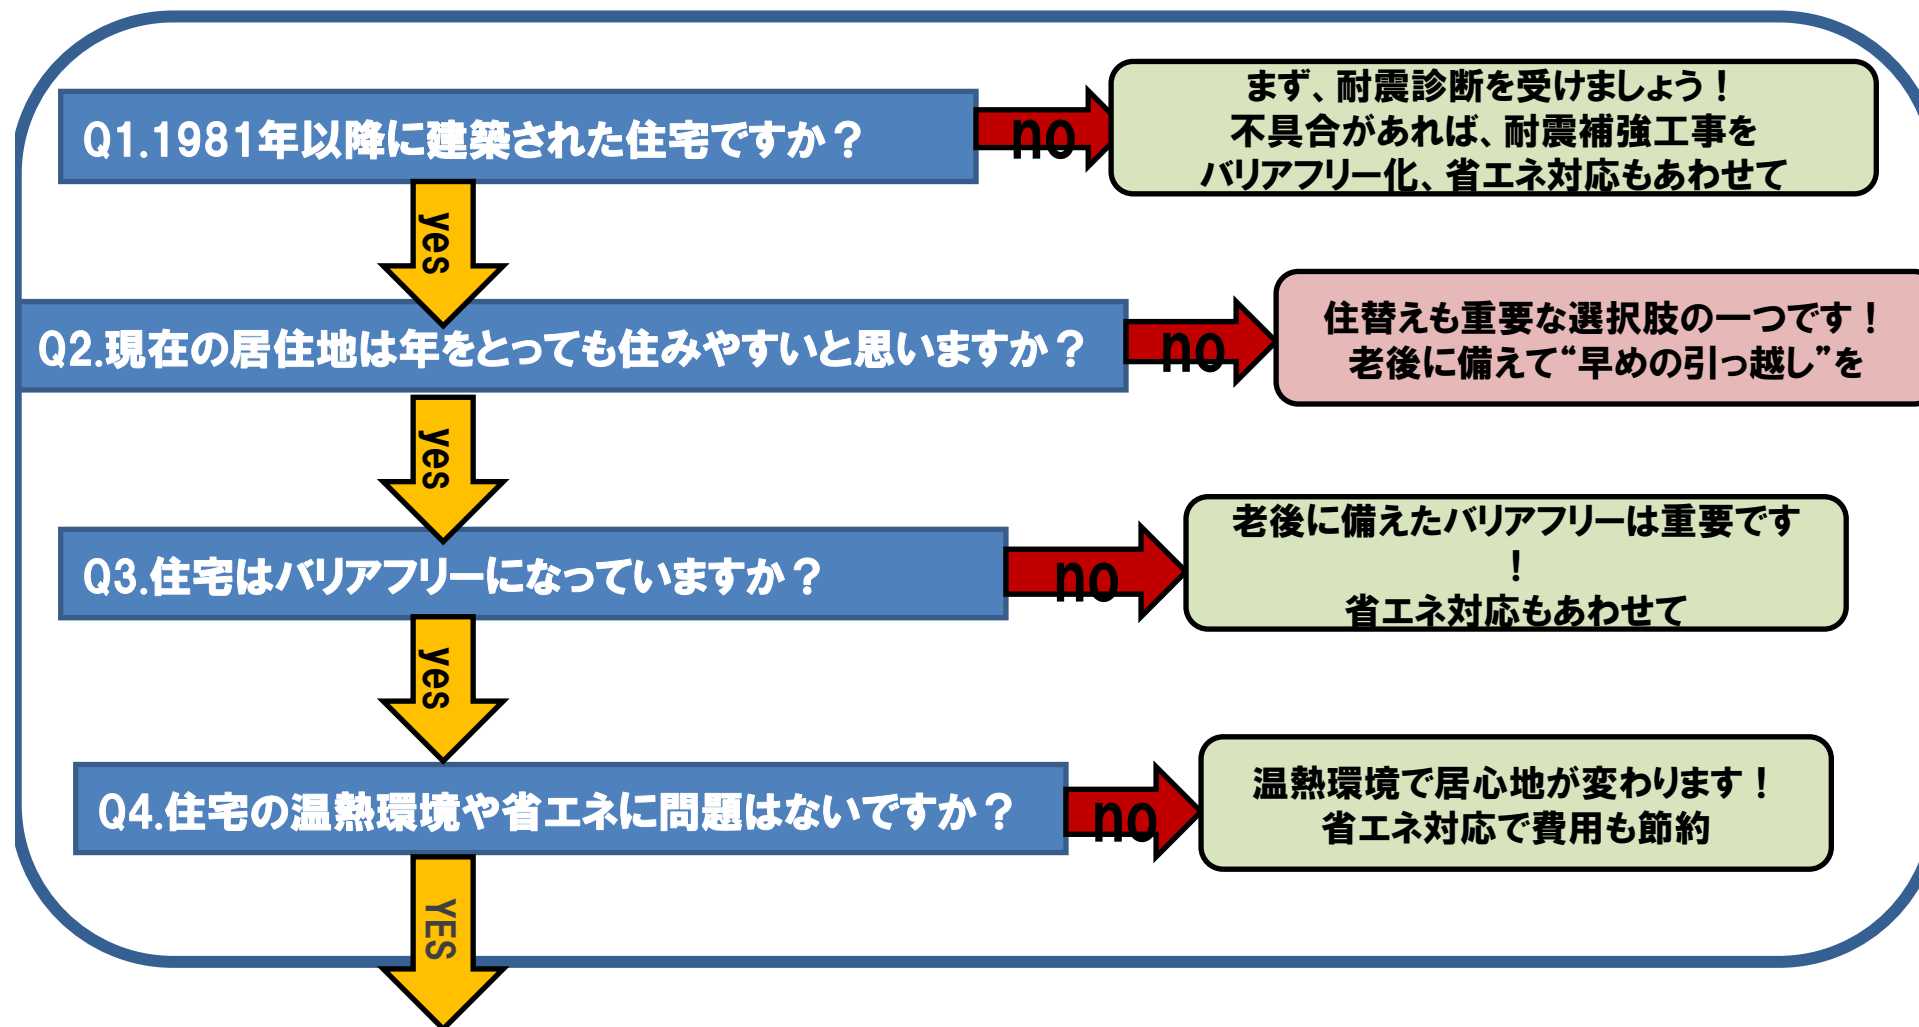 Q1.1981年以降に建築された住宅ですか？
no
まず、耐震診断を受けましょう！
不具合があれば、耐震補強工事を
バリアフリー化、省エネ対応もあわせて
yes
Q2.現在の居住地は年をとっても住みやすいと思いますか？
no
住替えも重要な選択肢の一つです！
老後に備えて“早めの引っ越し”を
yes
Q3.住宅はバリアフリーになっていますか？
no
老後に備えたバリアフリーは重要です
！
省エネ対応もあわせて
yes
Q4.住宅の温熱環境や省エネに問題はないですか？
no
温熱環境で居心地が変わります！
省エネ対応で費用も節約
YES